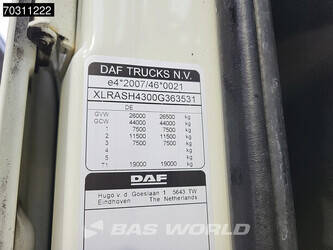 70311222
DAF TRUCKS N.V.
e4*2007/46*0021
XLRASH4300G363531
DE
GVW 26000 26500 kg
GCW 44000 44000 kg
1 7500 7500 kg
2 11500 11500 kg
3 7500 7500 kg
4 kg
5 kg
T1 19000 19000 kg
DAF
Hugo v. d. Goeslaan 1 5643 TW
Eindhoven The Netherlands
BAS WORLD